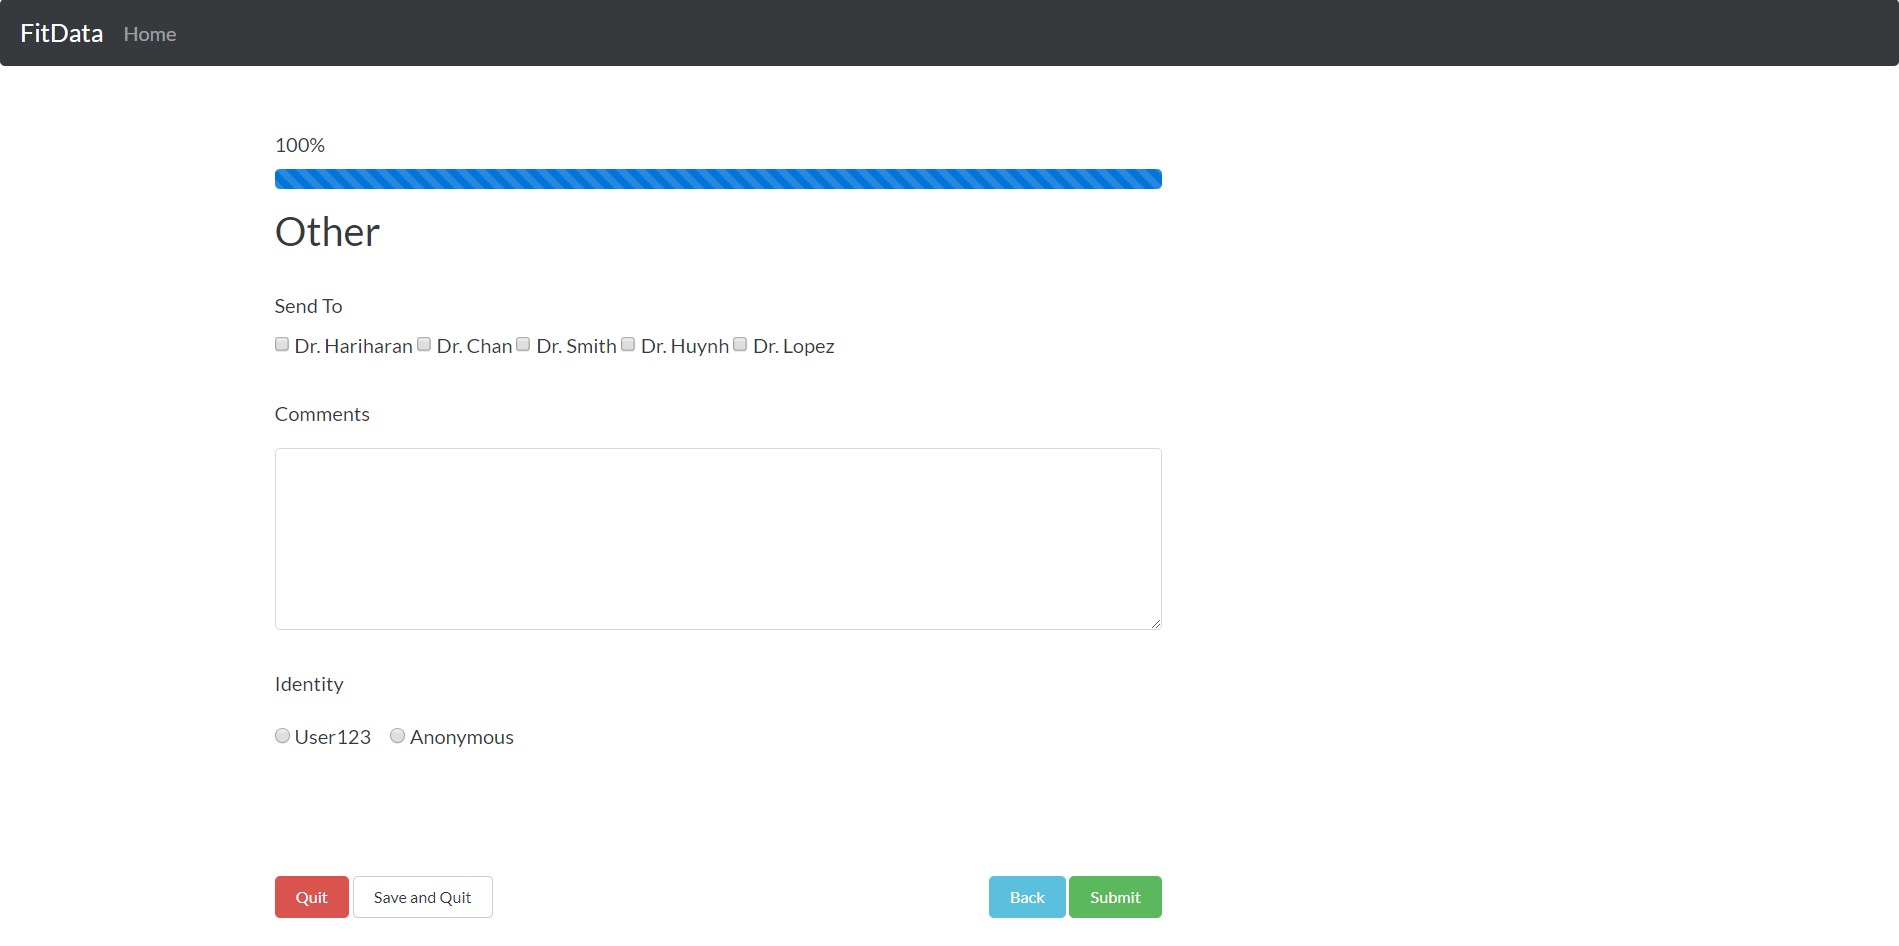 FitData Home
100%
Other
Send To
Dr. Hariharan Dr. Chan Dr. Smith Dr. Huynh Dr. Lopez
Comments
Identity
User123 Anonymous
Quit Save and Quit Back Submit